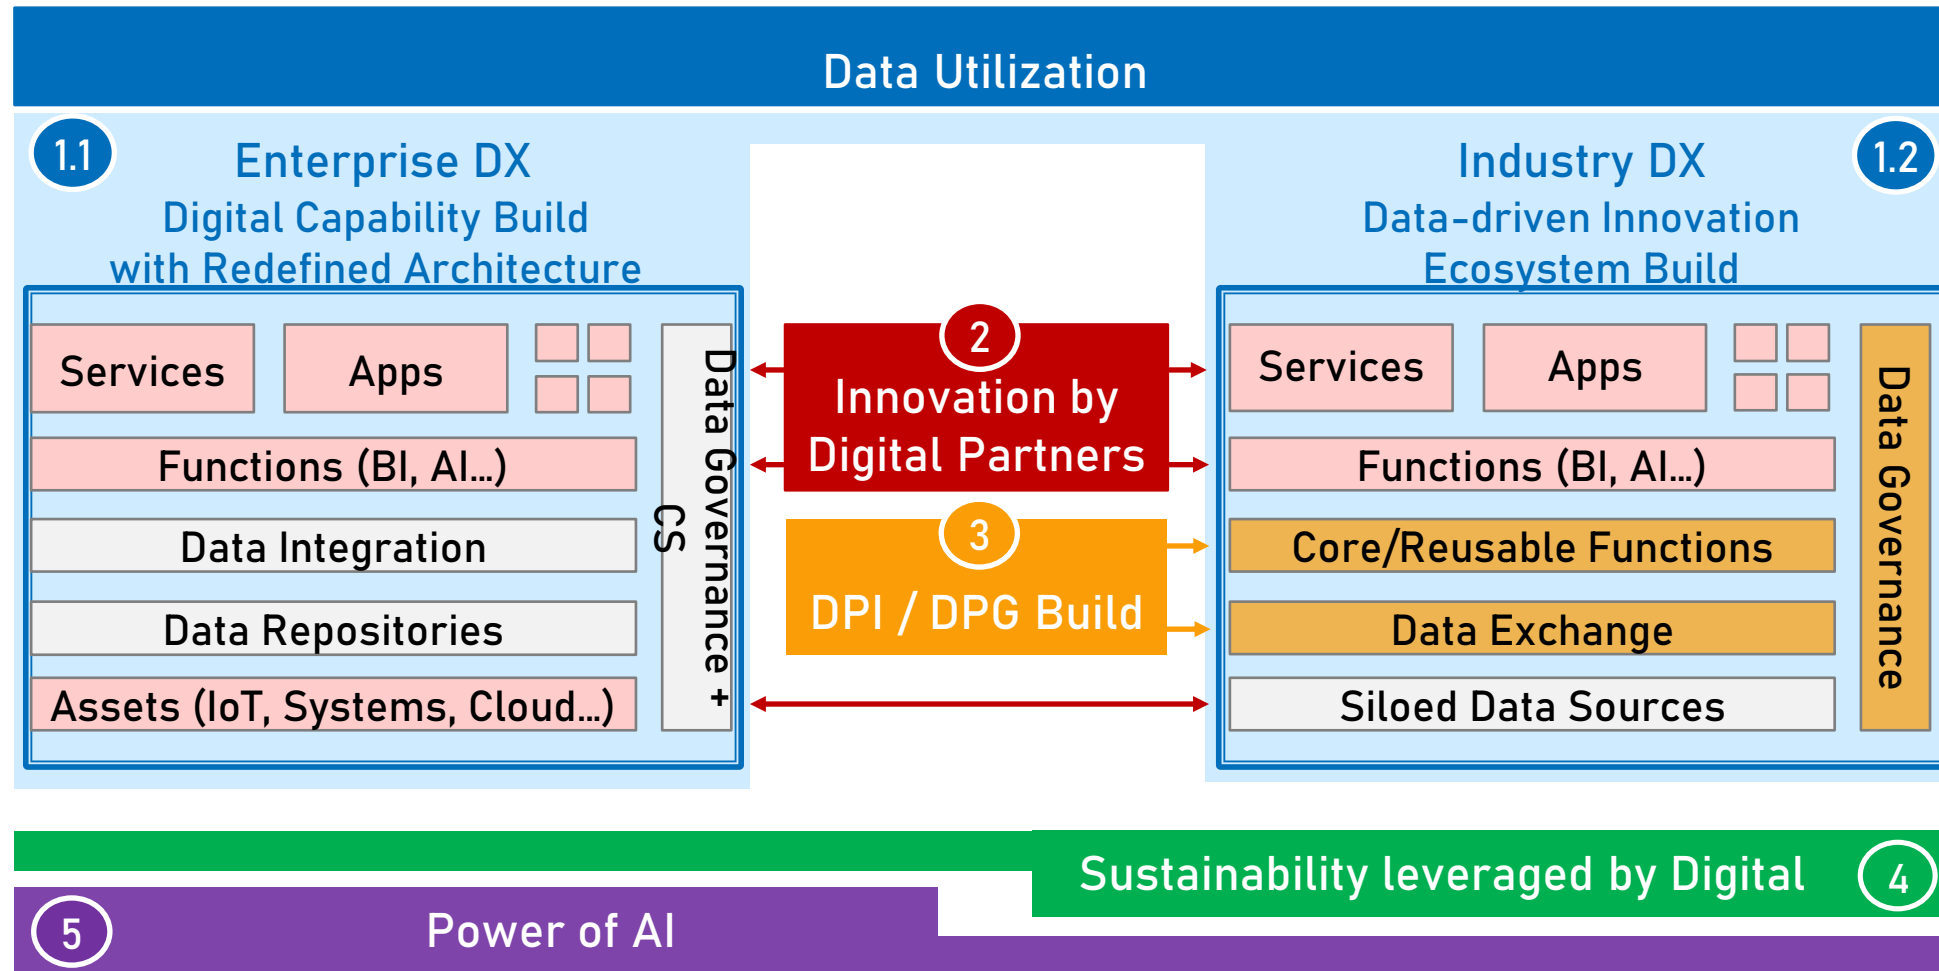 Data Utilization
1.1
Enterprise DX
Digital Capability Build
with Redefined Architecture
Services
Apps
Functions (BI, AI...)
Data Integration
Data Repositories
Assets (IoT, Systems, Cloud...)
Data Governance +
CS
2
Innovation by
Digital Partners
3
DPI / DPG Build
1.2
Industry DX
Data-driven Innovation
Ecosystem Build
Services
Apps
Functions (BI, AI...)
Core/Reusable Functions
Data Exchange
Siloed Data Sources
Data Governance
Sustainability leveraged by Digital
4
5
Power of AI